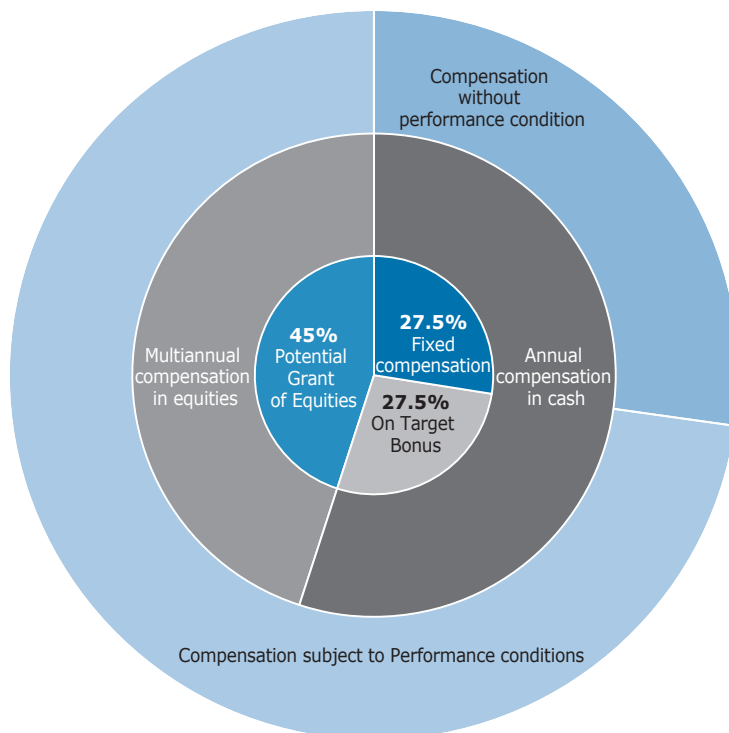 Compensation
without
performance condition
45%
Potential
Grant
of Equities
27.5%
Fixed
compensation
27.5%
On Target
Bonus
Multiannual
compensation
in equities
Annual
compensation
in cash
Compensation subject to Performance conditions